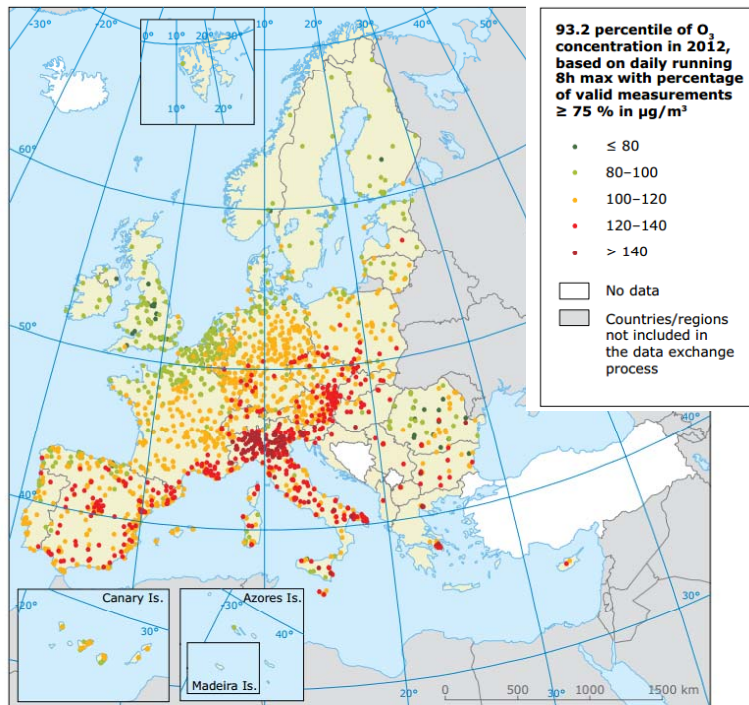 -30° -20° -10° 0° 10° 20° 30° 40° 50° 60° 70°
0° 10° 20° 30°
60°
50°
40°
10° 20°
50°
40°
30°
0° 10° 20° 30°
Canary Is.
-20°
30°
Azores Is.
-30°
40°
Madeira Is.
0 500 1000 1500 km
93.2 percentile of O₃
concentration in 2012,
based on daily running
8h max with percentage
of valid measurements
≥ 75 % in µg/m³
≤ 80
80–100
100–120
120–140
> 140
No data
Countries/regions
not included in
the data exchange
process